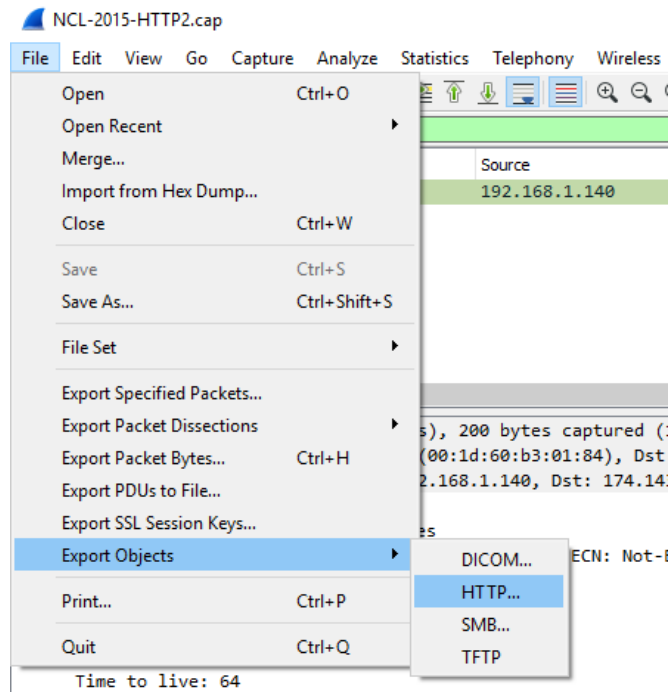 NCL-2015-HTTP2.cap
File Edit View Go Capture Analyze Statistics Telephony Wireless
Open Ctrl+O
Open Recent
Merge...
Import from Hex Dump...
Close Ctrl+W
Save Ctrl+S
Save As... Ctrl+Shift+S
File Set
Export Specified Packets...
Export Packet Dissections
Export Packet Bytes... Ctrl+H
Export PDUs to File...
Export SSL Session Keys...
Export Objects
Print... Ctrl+P
Quit Ctrl+Q
DICOM...
HTTP...
SMB...
TFTP
Source
192.168.1.140
s), 200 bytes captured (
(00:1d:60:b3:01:84), Dst
2.168.1.140, Dst: 174.14
es
ECN: Not-E
Time to live: 64